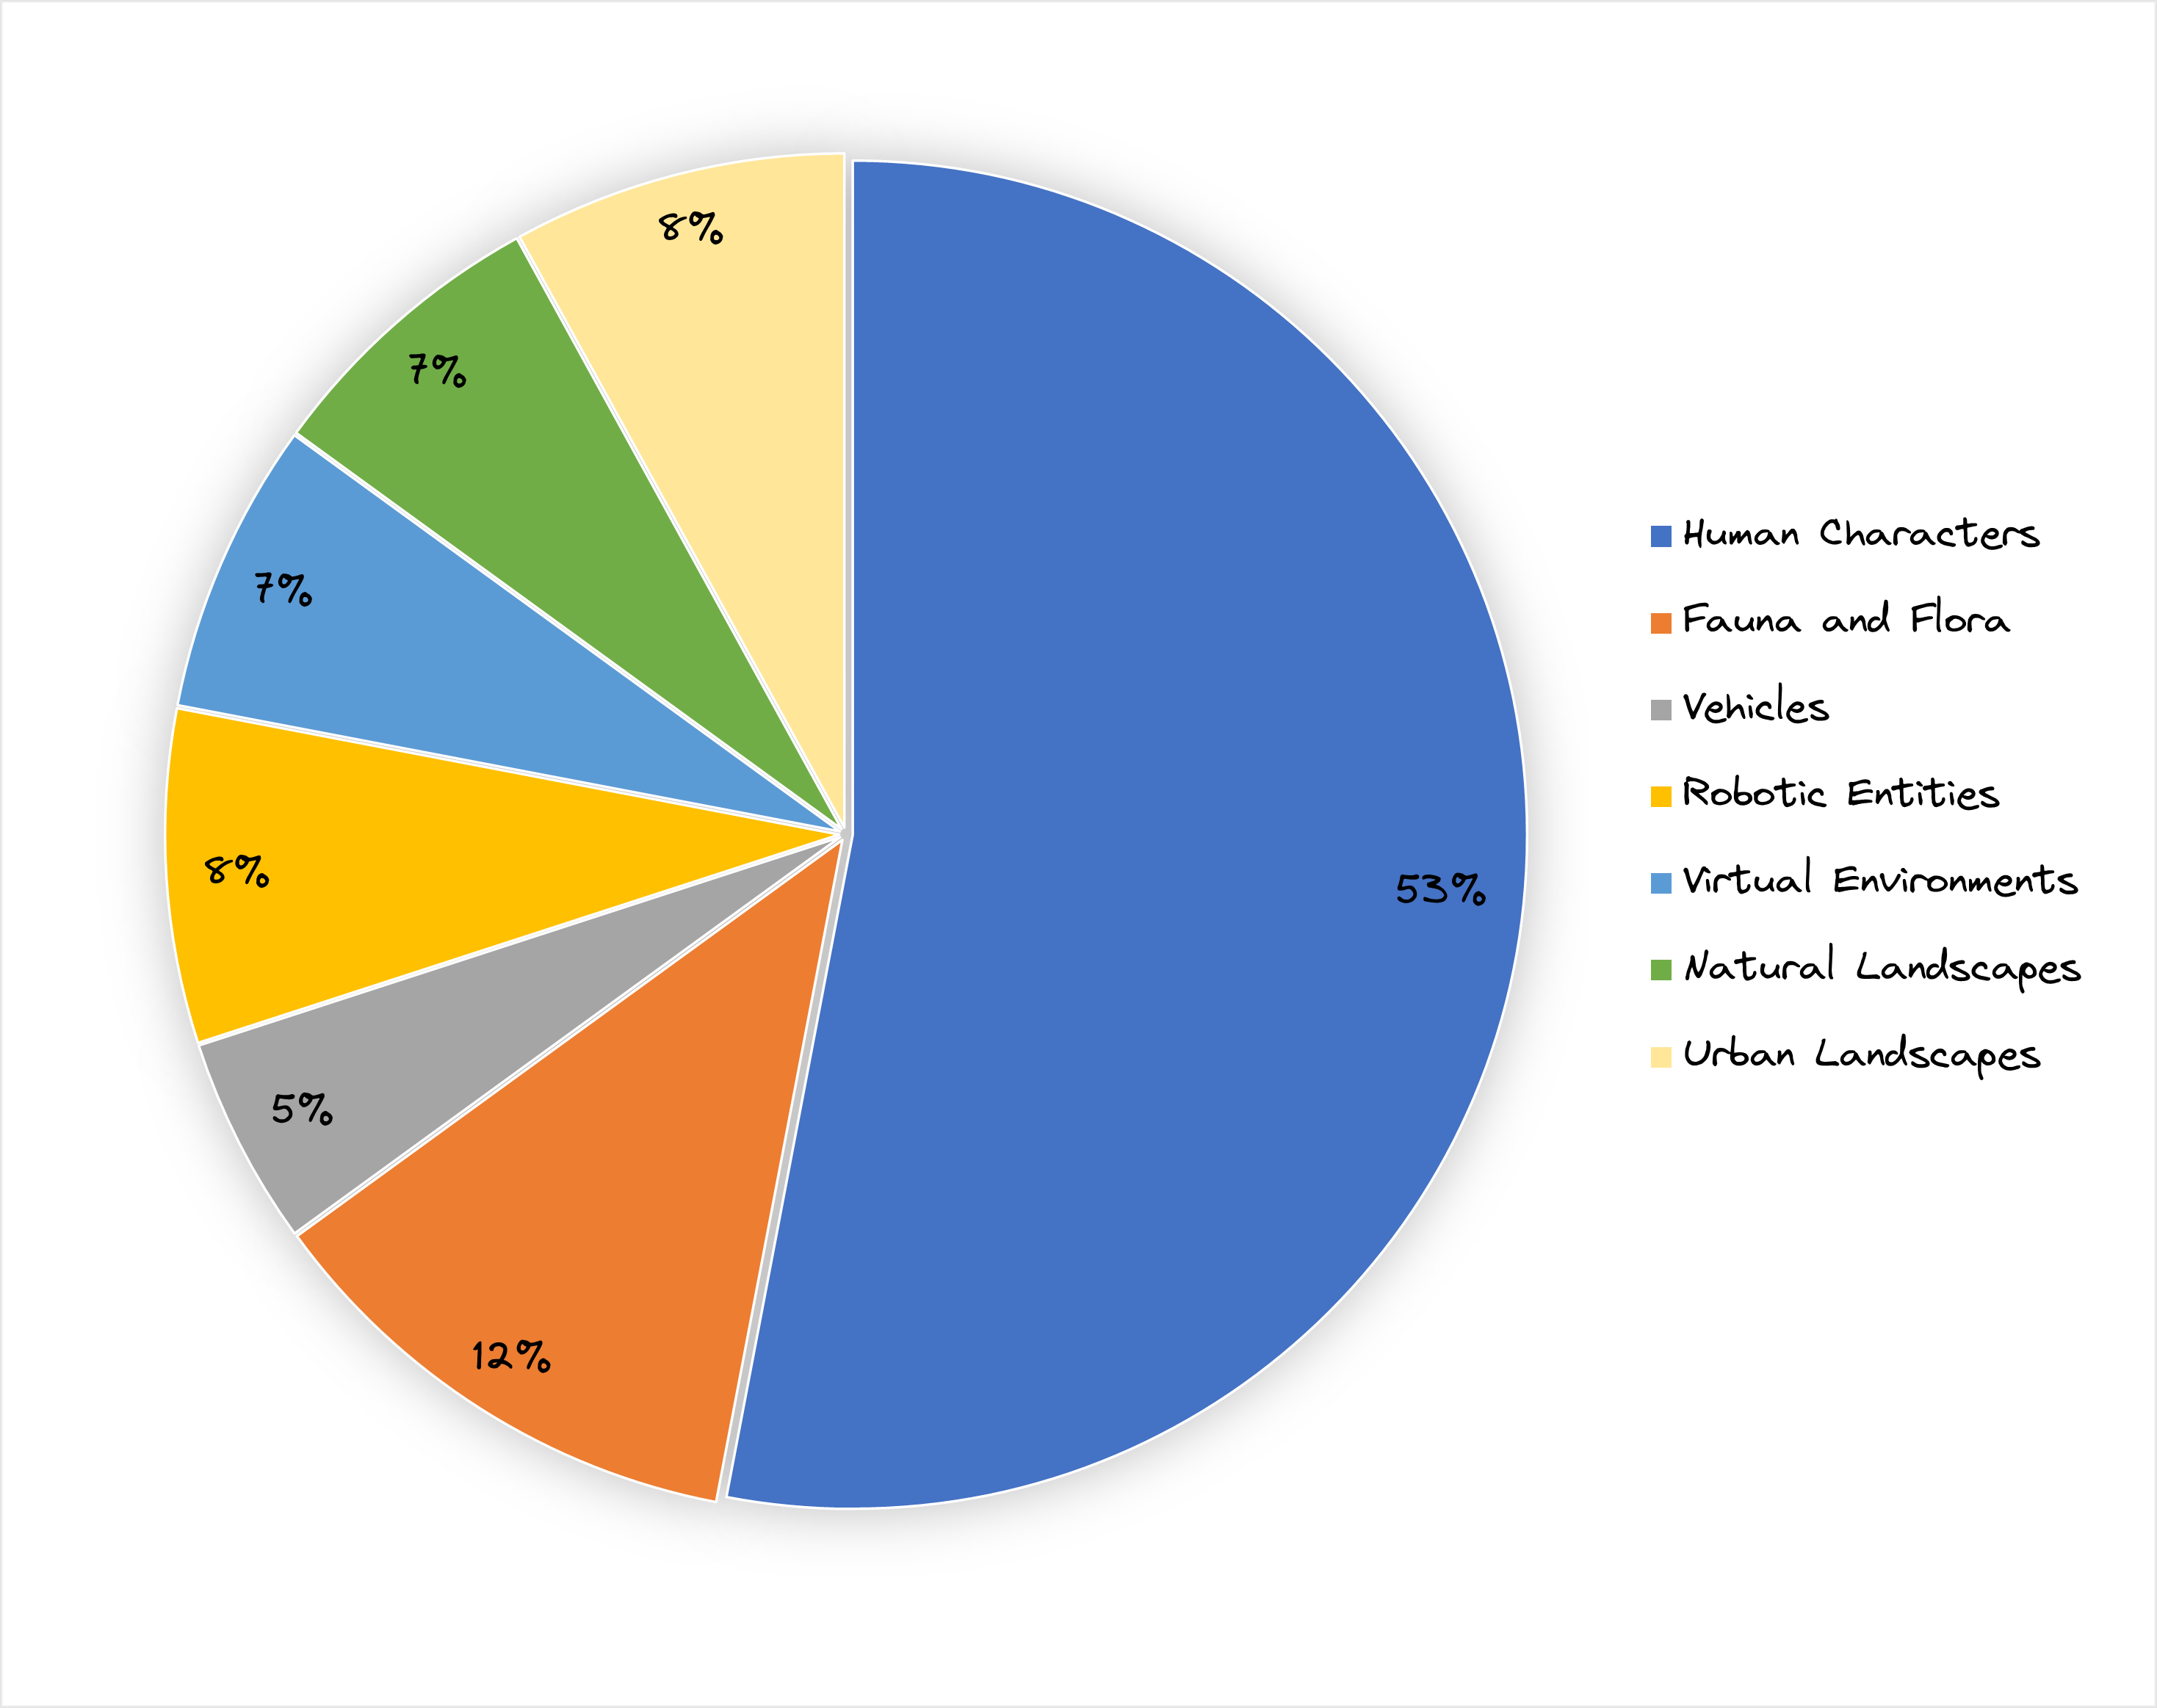 8%
7%
7%
53%
8%
5%
12%
Human Characters
Fauna and Flora
Vehicles
Robotic Entities
Virtual Environments
Natural Landscapes
Urban Landscapes